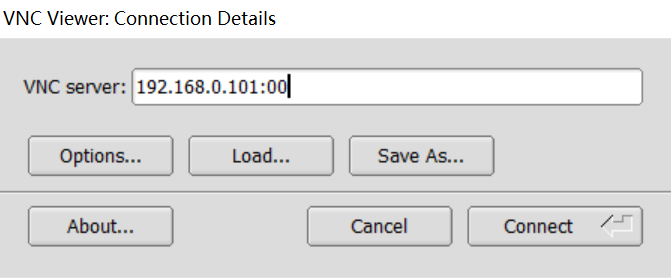 VNC Viewer: Connection Details
VNC server: 192.168.0.101:00
Options... Load... Save As...
About... Cancel Connect